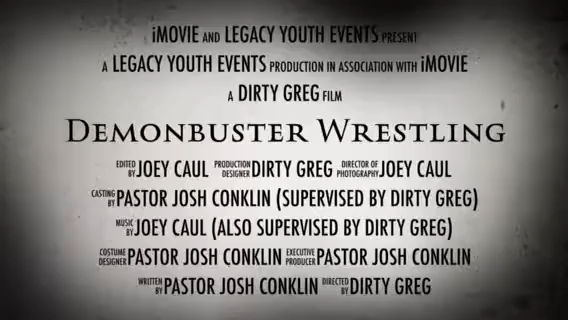 iMOVIE AND LEGACY YOUTH EVENTS PRESENT
A LEGACY YOUTH EVENTS PRODUCTION IN ASSOCIATION WITH iMOVIE
A DIRTY GREG FILM
DEMONBUSTER WRESTLING
EDITED BY JOEY CAUL PRODUCTION DESIGNER DIRTY GREG DIRECTOR OF PHOTOGRAPHY JOEY CAUL
CASTING BY PASTOR JOSH CONKLIN (SUPERVISED BY DIRTY GREG)
MUSIC BY JOEY CAUL (ALSO SUPERVISED BY DIRTY GREG)
COSTUME DESIGNER PASTOR JOSH CONKLIN EXECUTIVE PRODUCER PASTOR JOSH CONKLIN
WRITTEN BY PASTOR JOSH CONKLIN DIRECTED BY DIRTY GREG